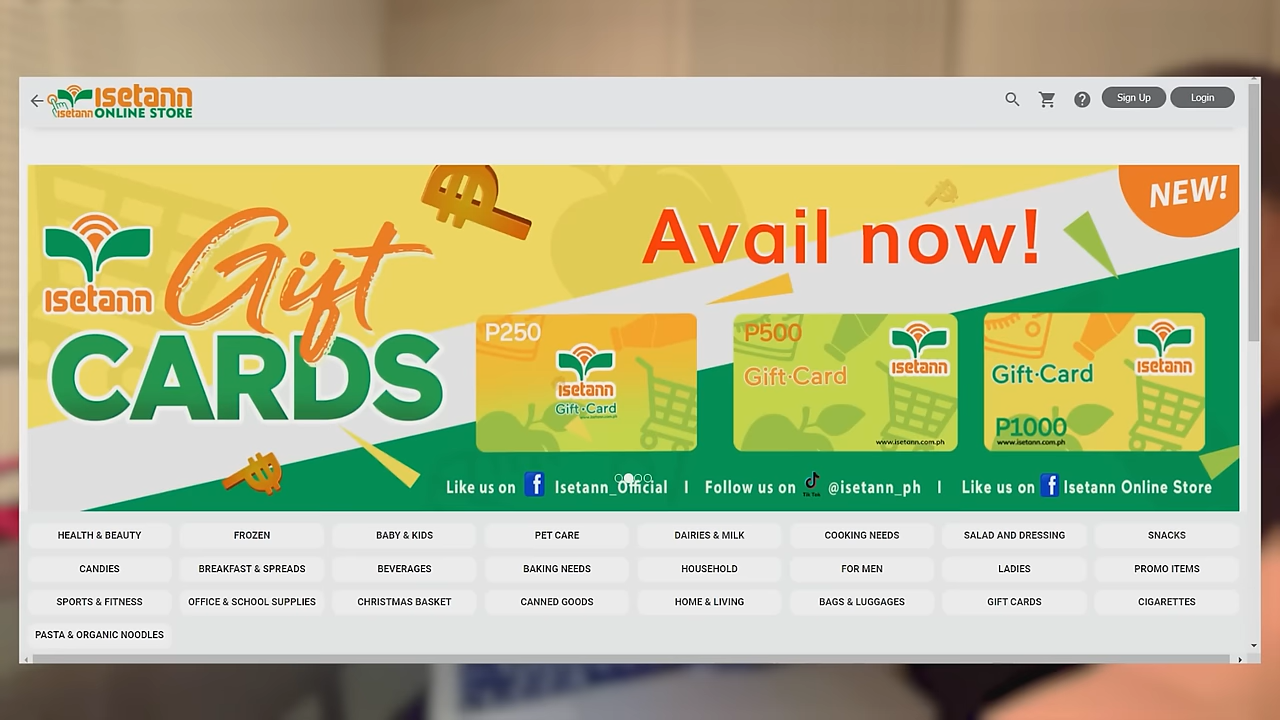 Isetann
Isetann ONLINE STORE
Sign Up
Login
NEW!
Avail now!
Isetann
Gift
CARDS
P250
Isetann
Gift·Card
P500
Gift·Card
Isetann
www.isetann.com.ph
Gift·Card
Isetann
P1000
www.isetann.com.ph
Like us on f Isetann_Official | Follow us on Tik Tok @isetann_ph | Like us on f Isetann Online Store
HEALTH & BEAUTY FROZEN BABY & KIDS PET CARE DAIRIES & MILK COOKING NEEDS SALAD AND DRESSING SNACKS
CANDIES BREAKFAST & SPREADS BEVERAGES BAKING NEEDS HOUSEHOLD FOR MEN LADIES PROMO ITEMS
SPORTS & FITNESS OFFICE & SCHOOL SUPPLIES CHRISTMAS BASKET CANNED GOODS HOME & LIVING BAGS & LUGGAGES GIFT CARDS CIGARETTES
PASTA & ORGANIC NOODLES